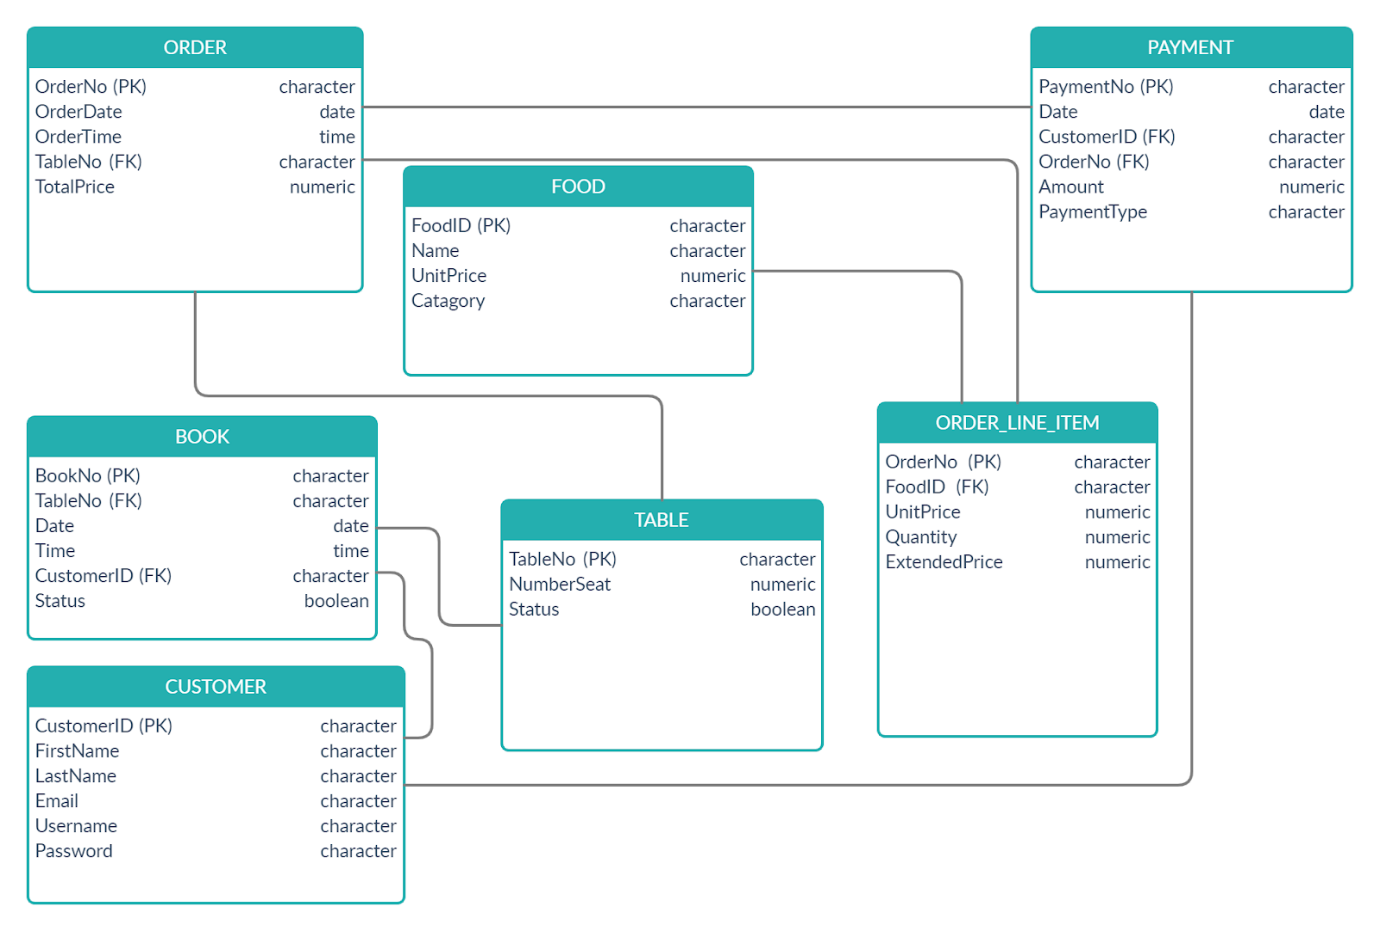 ORDER
OrderNo (PK) character
OrderDate date
OrderTime time
TableNo (FK) character
TotalPrice numeric
PAYMENT
PaymentNo (PK) character
Date date
CustomerID (FK) character
OrderNo (FK) character
Amount numeric
PaymentType character
FOOD
FoodID (PK) character
Name character
UnitPrice numeric
Catagory character
BOOK
BookNo (PK) character
TableNo (FK) character
Date date
Time time
CustomerID (FK) character
Status boolean
TABLE
TableNo (PK) character
NumberSeat numeric
Status boolean
ORDER_LINE_ITEM
OrderNo (PK) character
FoodID (FK) character
UnitPrice numeric
Quantity numeric
ExtendedPrice numeric
CUSTOMER
CustomerID (PK) character
FirstName character
LastName character
Email character
Username character
Password character